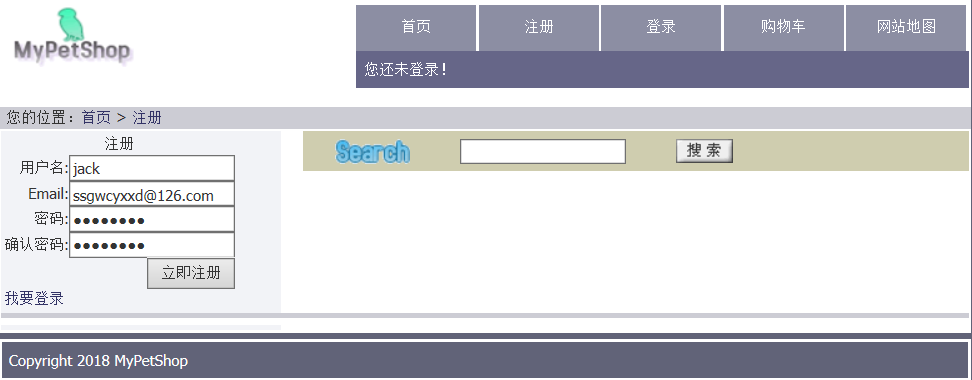 MyPetShop
首页 注册 登录 购物车 网站地图
您还未登录！
您的位置：首页 > 注册
注册
用户名: jack
Email: ssgwcyxxd@126.com
密码: ●●●●●●●●
确认密码: ●●●●●●●●
立即注册
我要登录
Search 搜 索
Copyright 2018 MyPetShop